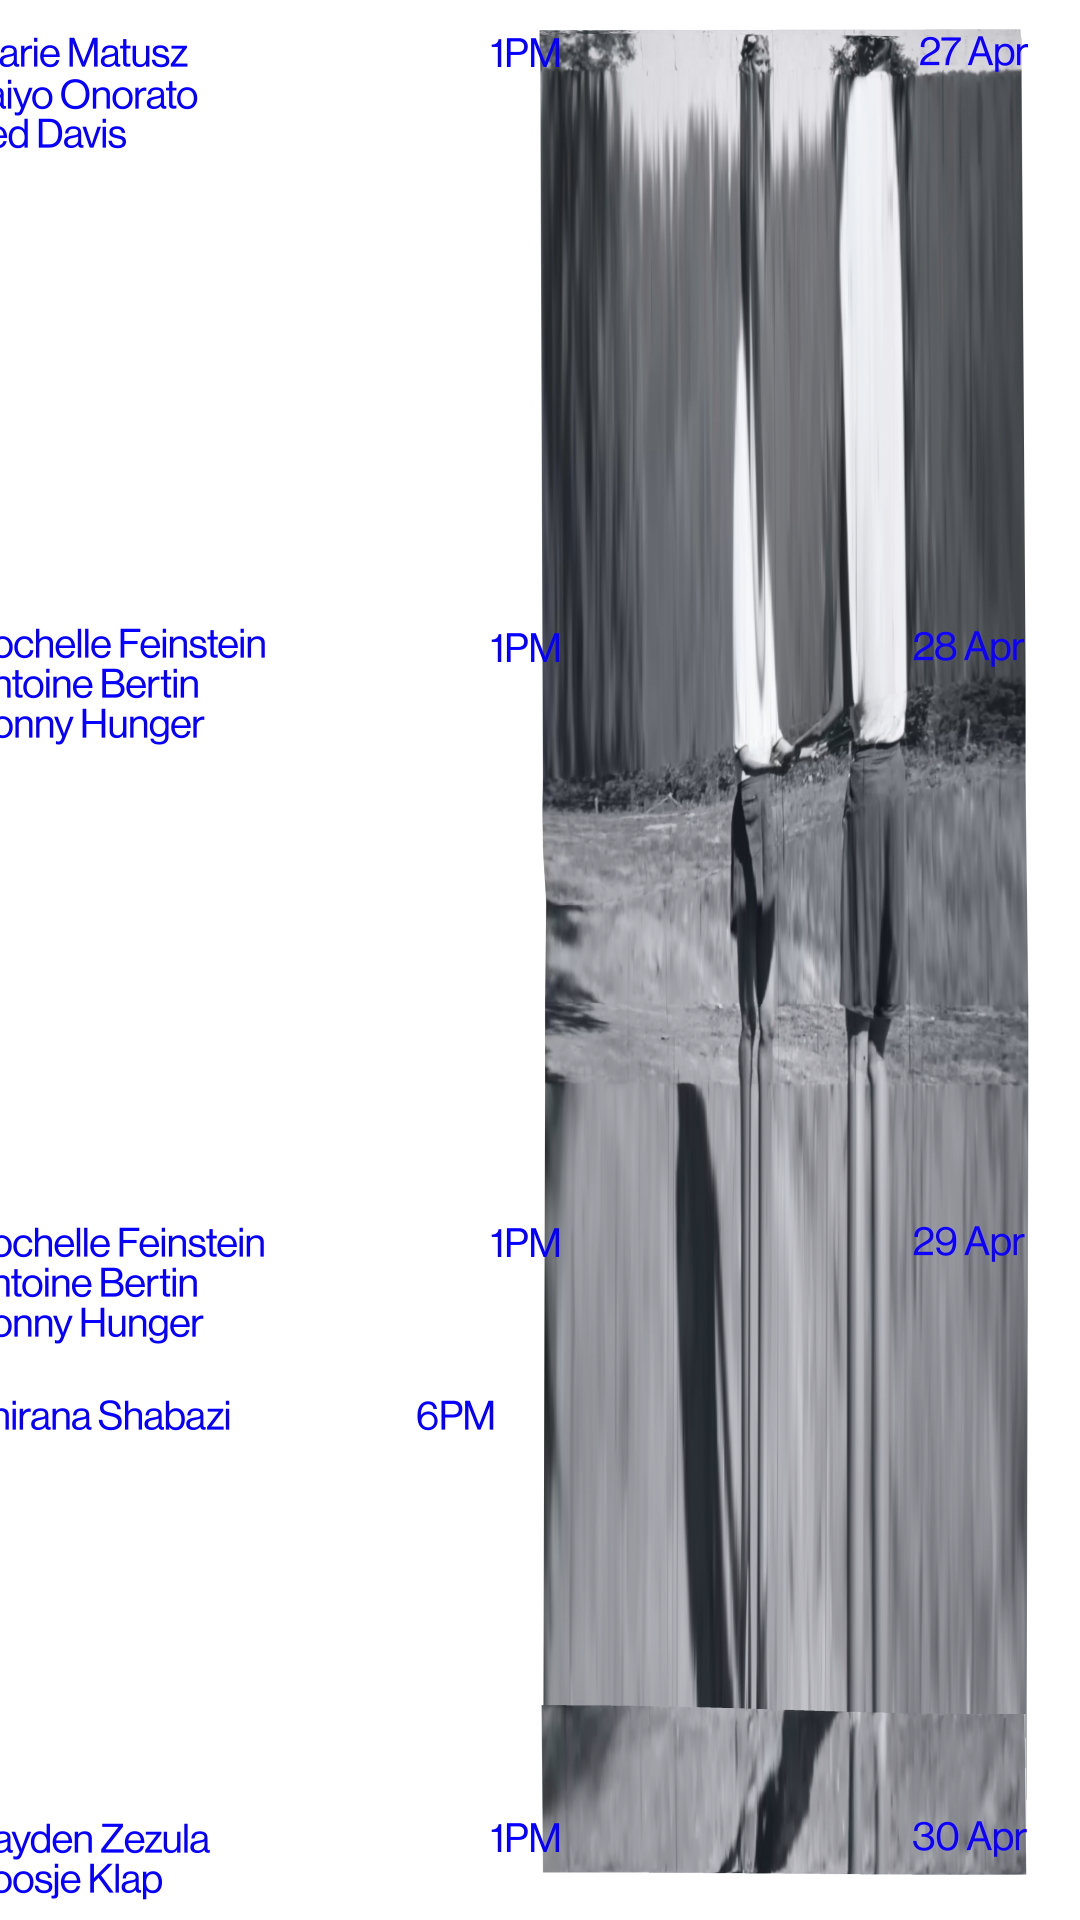 arie Matusz 1PM 27 Apr
aiyo Onorato
ed Davis
ochelle Feinstein 1PM 28 Apr
ntoine Bertin
onny Hunger
ochelle Feinstein 1PM 29 Apr
ntoine Bertin
onny Hunger
hirana Shabazi 6PM
ayden Zezula 1PM 30 Apr
oosje Klap